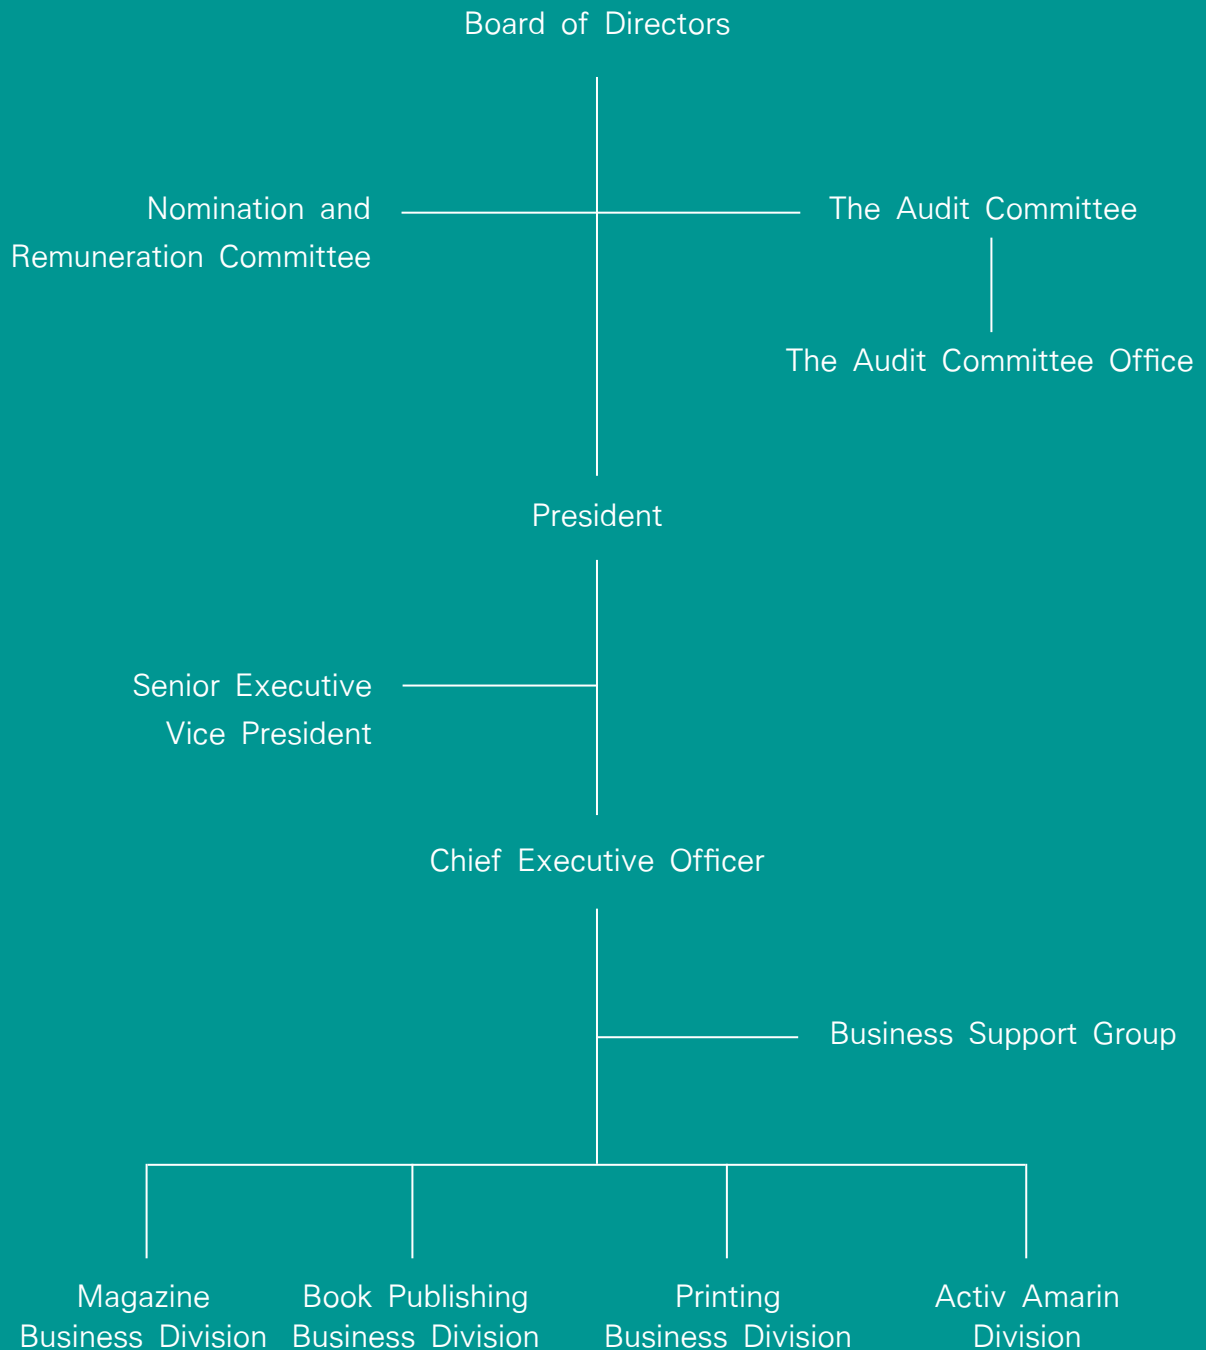 Board of Directors
Nomination and
Remuneration Committee
The Audit Committee
The Audit Committee Office
President
Senior Executive
Vice President
Chief Executive Officer
Business Support Group
Magazine
Business Division
Book Publishing
Business Division
Printing
Business Division
Activ Amarin
Division